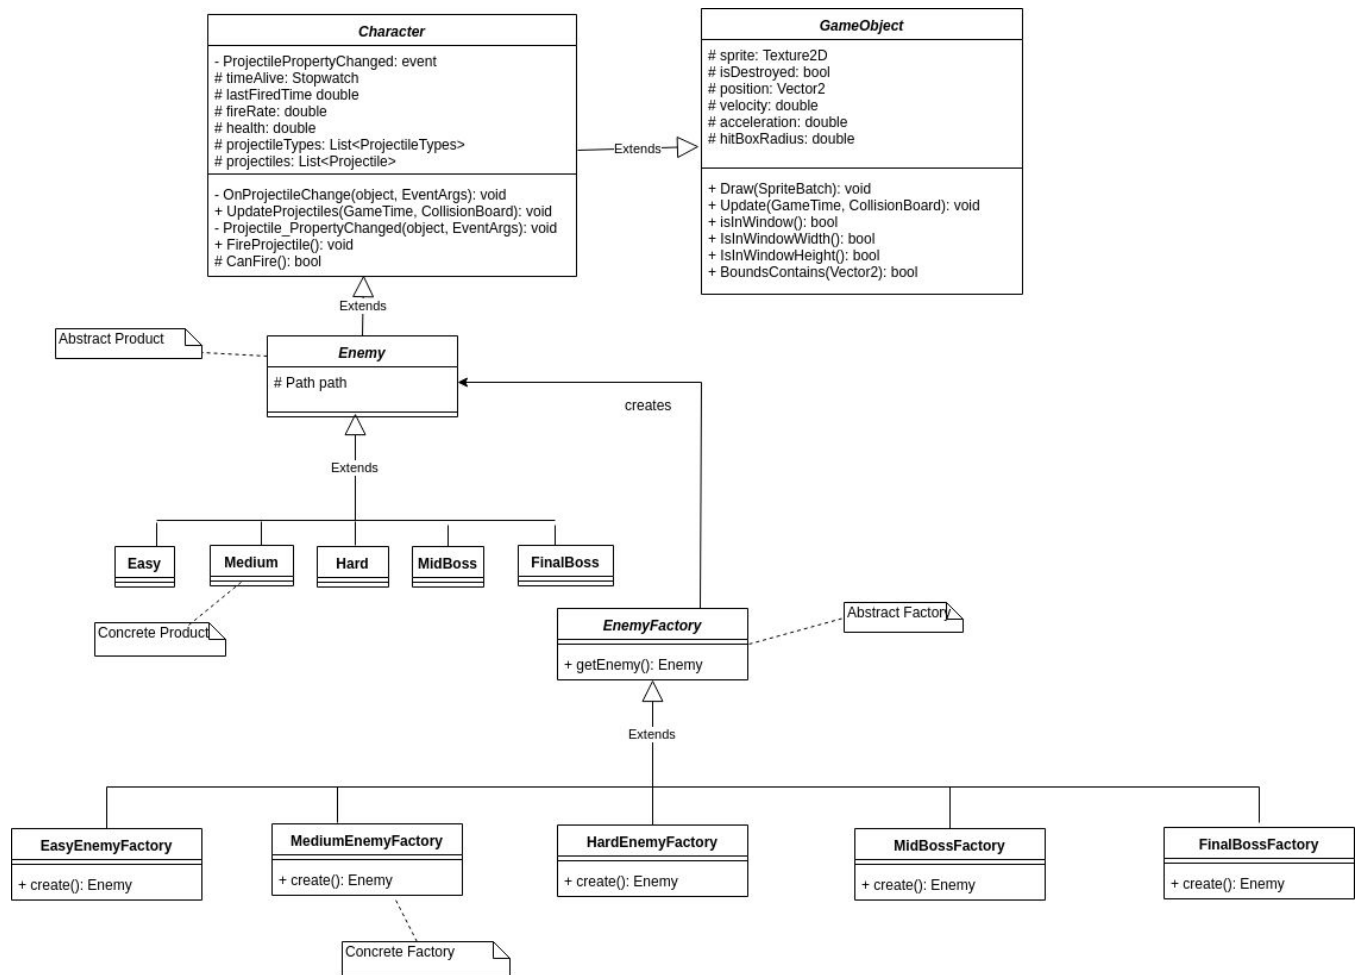 Character
- ProjectilePropertyChanged: event
# timeAlive: Stopwatch
# lastFiredTime double
# fireRate: double
# health: double
# projectileTypes: List<ProjectileTypes>
# projectiles: List<Projectile>
- OnProjectileChange(object, EventArgs): void
+ UpdateProjectiles(GameTime, CollisionBoard): void
- Projectile_PropertyChanged(object, EventArgs): void
+ FireProjectile(): void
# CanFire(): bool
Extends
GameObject
# sprite: Texture2D
# isDestroyed: bool
# position: Vector2
# velocity: double
# acceleration: double
# hitBoxRadius: double
+ Draw(SpriteBatch): void
+ Update(GameTime, CollisionBoard): void
+ isInWindow(): bool
+ IsInWindowWidth(): bool
+ IsInWindowHeight(): bool
+ BoundsContains(Vector2): bool
Extends
Abstract Product
Enemy
# Path path
creates
Extends
Easy
Medium
Hard
MidBoss
FinalBoss
Concrete Product
Abstract Factory
EnemyFactory
+ getEnemy(): Enemy
Extends
EasyEnemyFactory
+ create(): Enemy
MediumEnemyFactory
+ create(): Enemy
HardEnemyFactory
+ create(): Enemy
MidBossFactory
+ create(): Enemy
FinalBossFactory
+ create(): Enemy
Concrete Factory